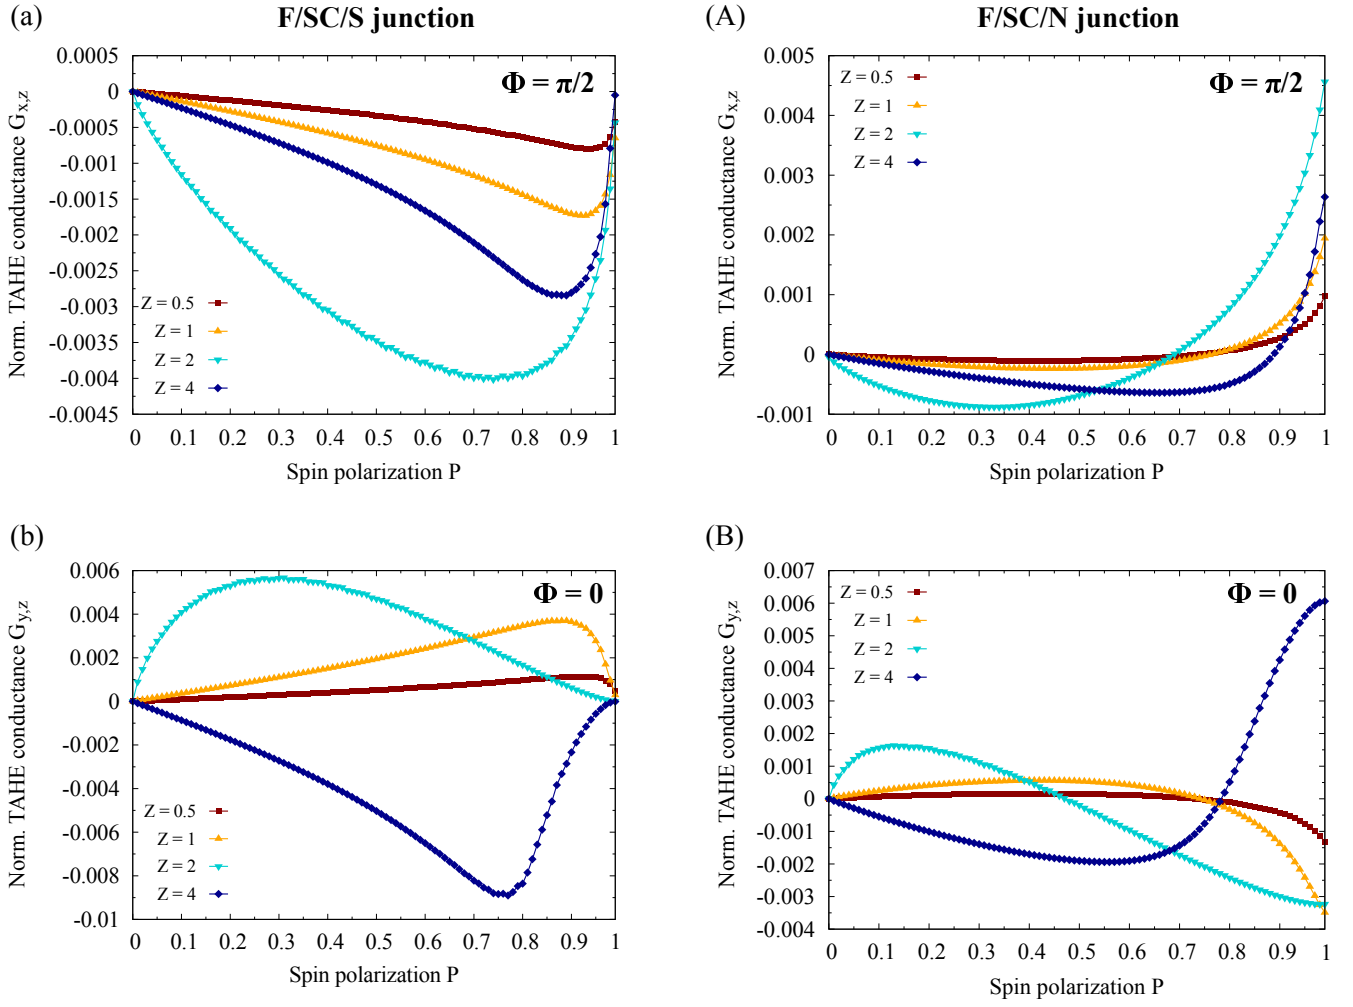 (a)
F/SC/S junction
Norm. TAHE conductance G_x,z
0.0005
0
-0.0005
-0.001
-0.0015
-0.002
-0.0025
-0.003
-0.0035
-0.004
-0.0045
Φ = π/2
Z = 0.5
Z = 1
Z = 2
Z = 4
0 0.1 0.2 0.3 0.4 0.5 0.6 0.7 0.8 0.9 1
Spin polarization P
(A)
F/SC/N junction
Norm. TAHE conductance G_x,z
0.005
0.004
0.003
0.002
0.001
0
-0.001
Z = 0.5
Z = 1
Z = 2
Z = 4
Φ = π/2
0 0.1 0.2 0.3 0.4 0.5 0.6 0.7 0.8 0.9 1
Spin polarization P
(b)
Norm. TAHE conductance G_y,z
0.006
0.004
0.002
0
-0.002
-0.004
-0.006
-0.008
-0.01
Φ = 0
Z = 0.5
Z = 1
Z = 2
Z = 4
0 0.1 0.2 0.3 0.4 0.5 0.6 0.7 0.8 0.9 1
Spin polarization P
(B)
Norm. TAHE conductance G_y,z
0.007
0.006
0.005
0.004
0.003
0.002
0.001
0
-0.001
-0.002
-0.003
-0.004
Z = 0.5
Z = 1
Z = 2
Z = 4
Φ = 0
0 0.1 0.2 0.3 0.4 0.5 0.6 0.7 0.8 0.9 1
Spin polarization P